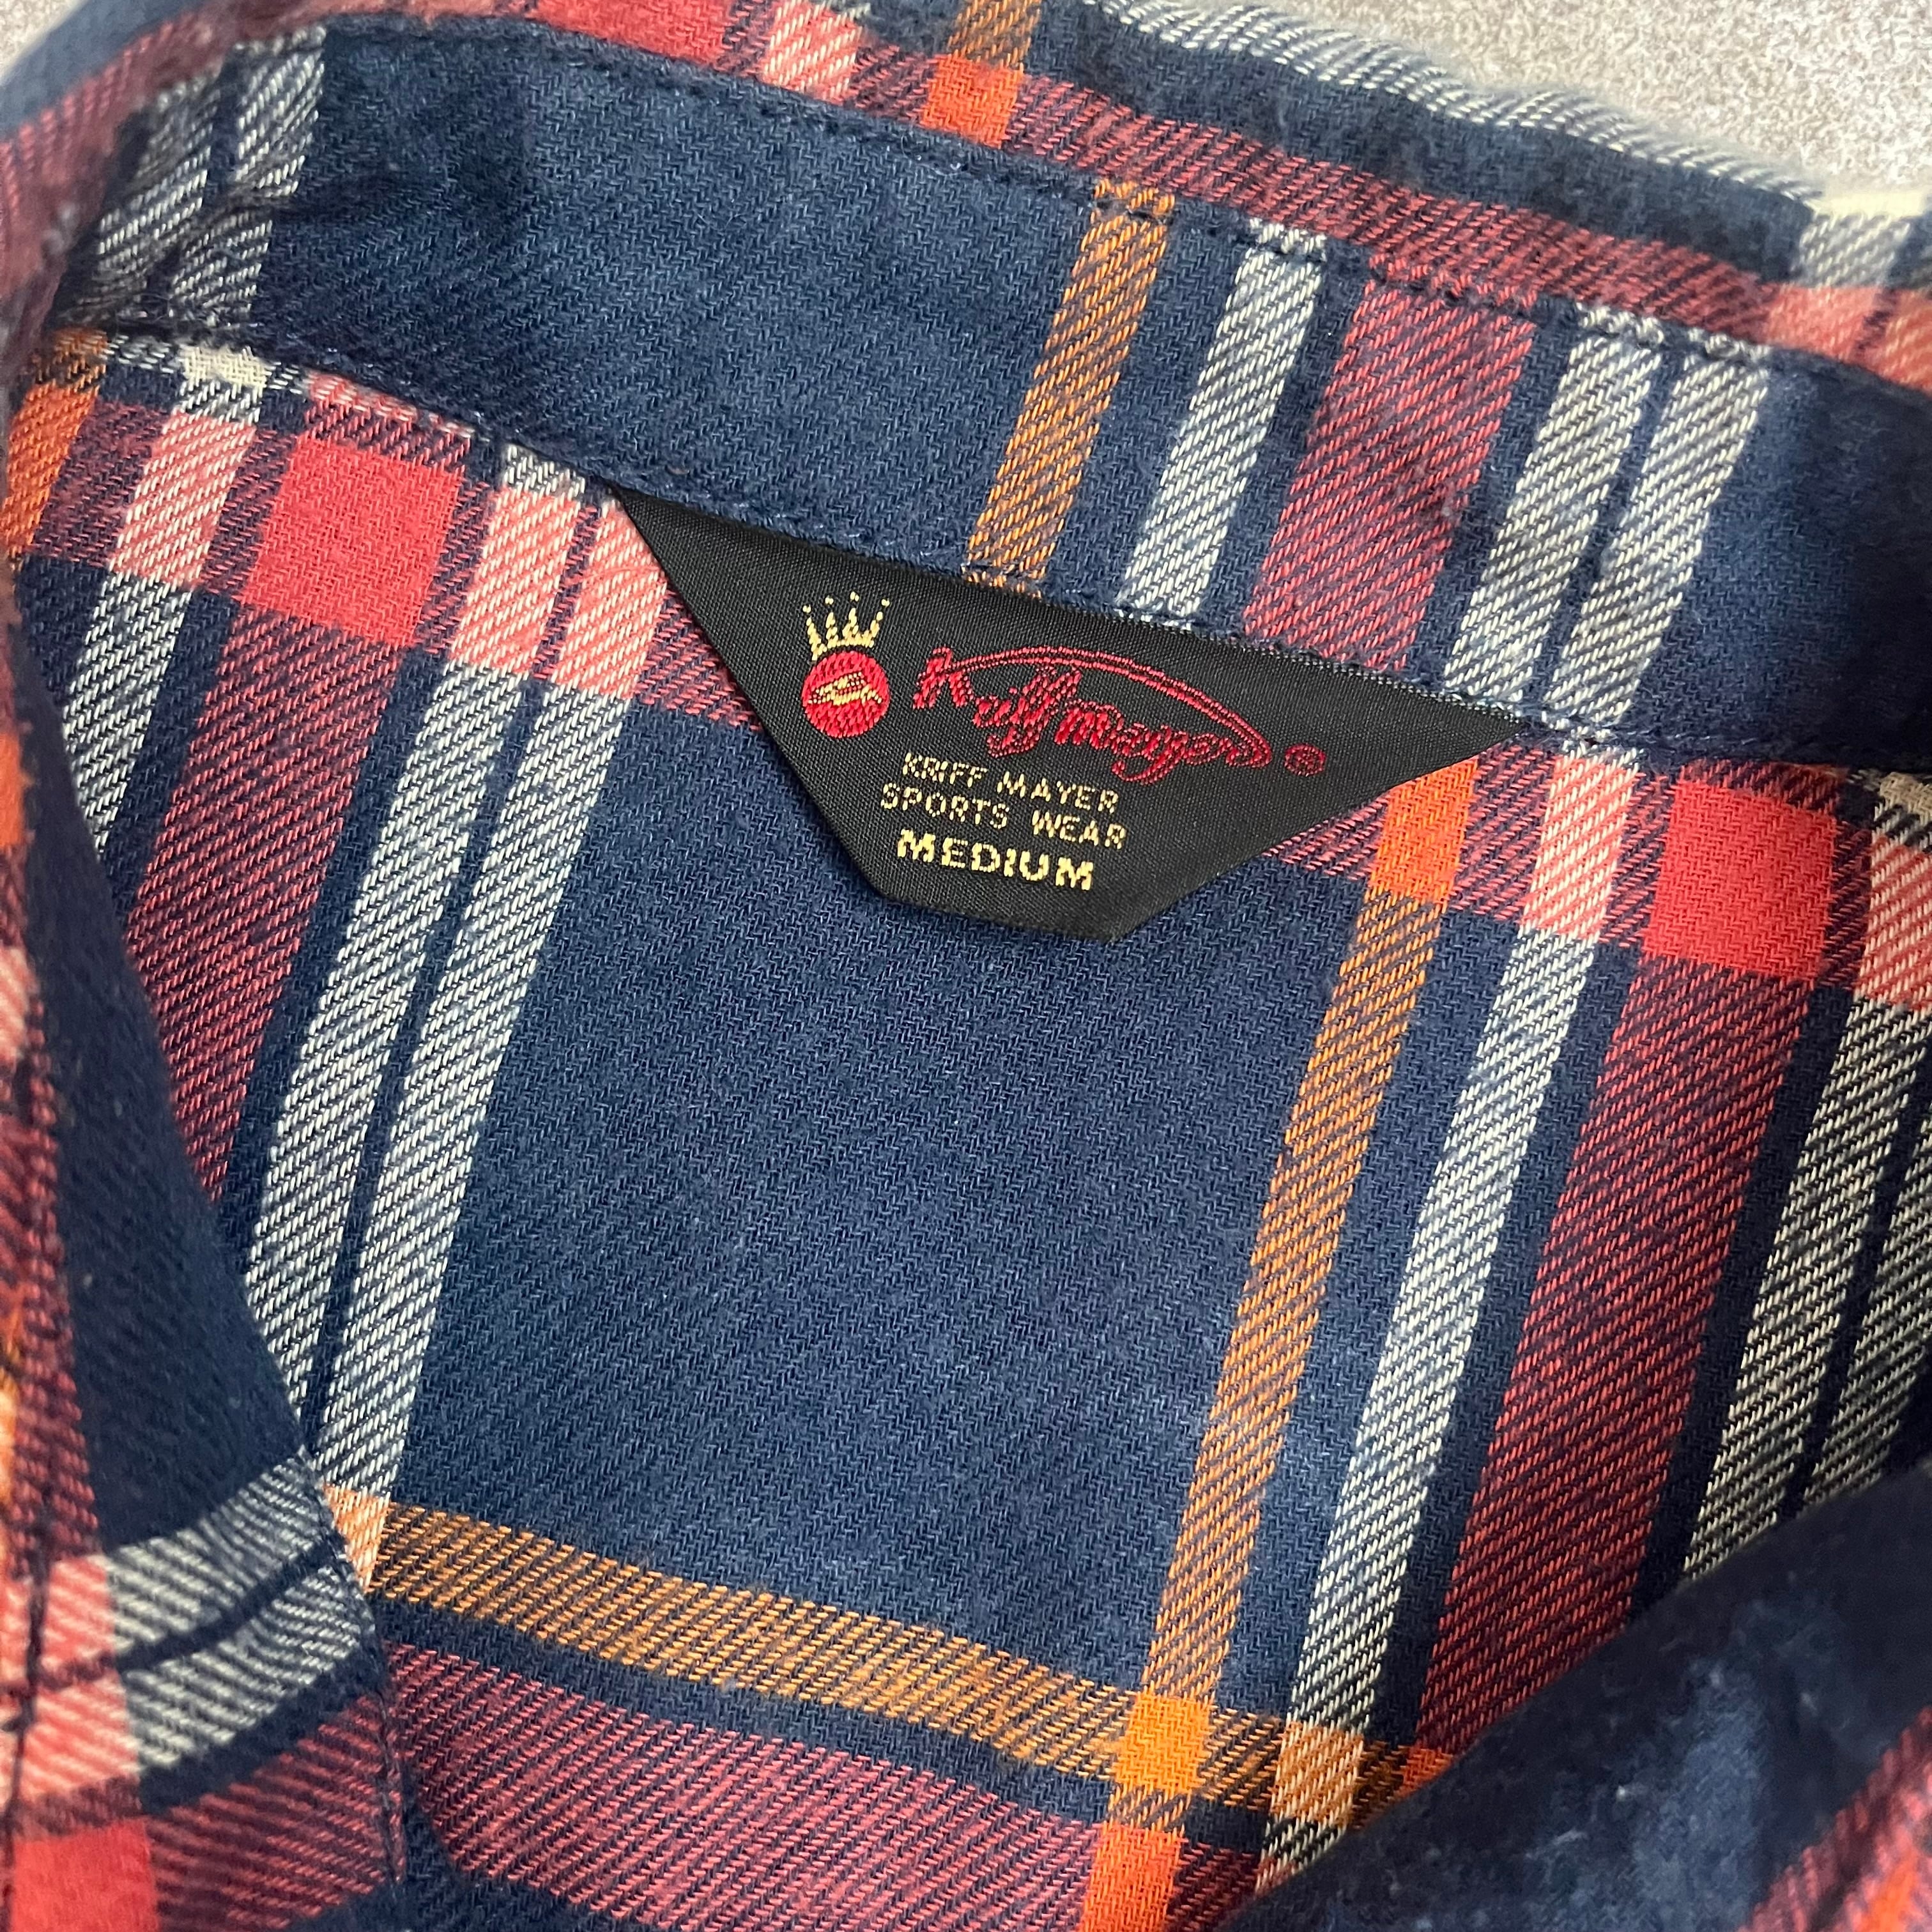 Kriff Mayer ®
KRIFF MAYER
SPORTS WEAR
MEDIUM